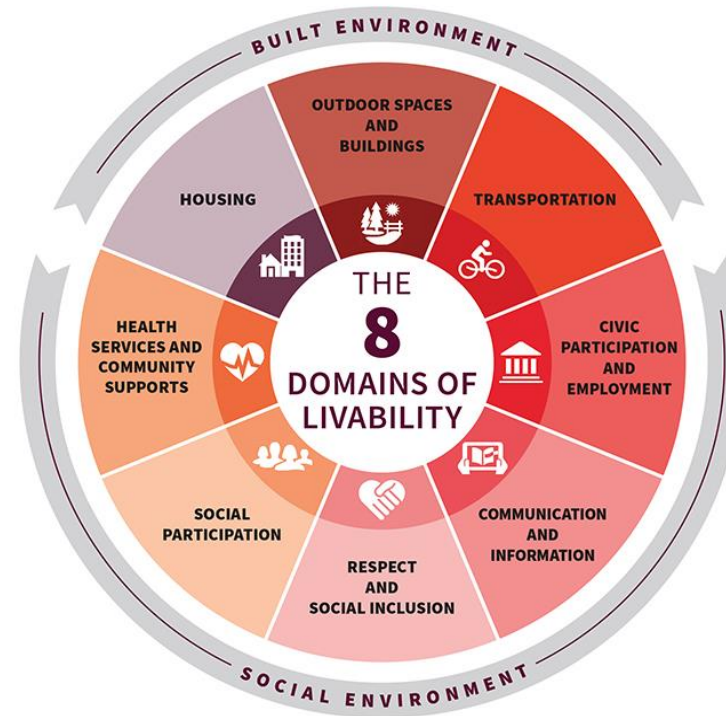 BUILT ENVIRONMENT
OUTDOOR SPACES
AND
BUILDINGS
HOUSING
TRANSPORTATION
THE
8
DOMAINS OF
LIVABILITY
HEALTH
SERVICES AND
COMMUNITY
SUPPORTS
CIVIC
PARTICIPATION
AND
EMPLOYMENT
SOCIAL
PARTICIPATION
COMMUNICATION
AND
INFORMATION
RESPECT
AND
SOCIAL INCLUSION
SOCIAL ENVIRONMENT